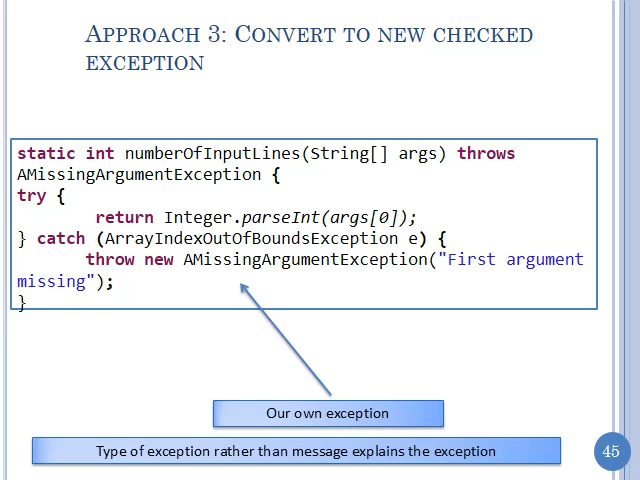 APPROACH 3: CONVERT TO NEW CHECKED
EXCEPTION
static int numberOfInputLines(String[] args) throws
AMissingArgumentException {
try {
return Integer.parseInt(args[0]);
} catch (ArrayIndexOutOfBoundsException e) {
throw new AMissingArgumentException("First argument
missing");
}
Our own exception
Type of exception rather than message explains the exception
45